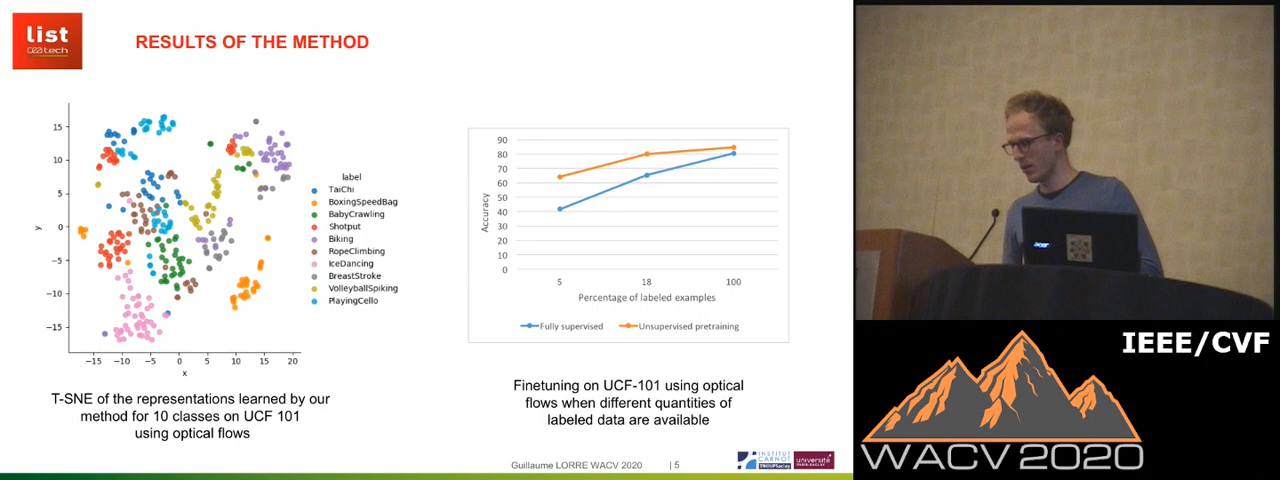 list
ceatech
RESULTS OF THE METHOD
15
10
5
0
−5
−10
−15
y
−15
−10
−5
0
5
10
15
20
x
label
TaiChi
BoxingSpeedBag
BabyCrawling
Shotput
Biking
RopeClimbing
IceDancing
BreastStroke
VolleyballSpiking
PlayingCello
T-SNE of the representations learned by our
method for 10 classes on UCF 101
using optical flows
90
80
70
60
50
40
30
20
10
0
Accuracy
5
18
100
Percentage of labeled examples
Fully supervised
Unsupervised pretraining
Finetuning on UCF-101 using optical
flows when different quantities of
labeled data are available
Guillaume LORRE WACV 2020 | 5
INSTITUT
CARNOT
université
PARIS-SACLAY
acer
IEEE/CVF
WACV 2020